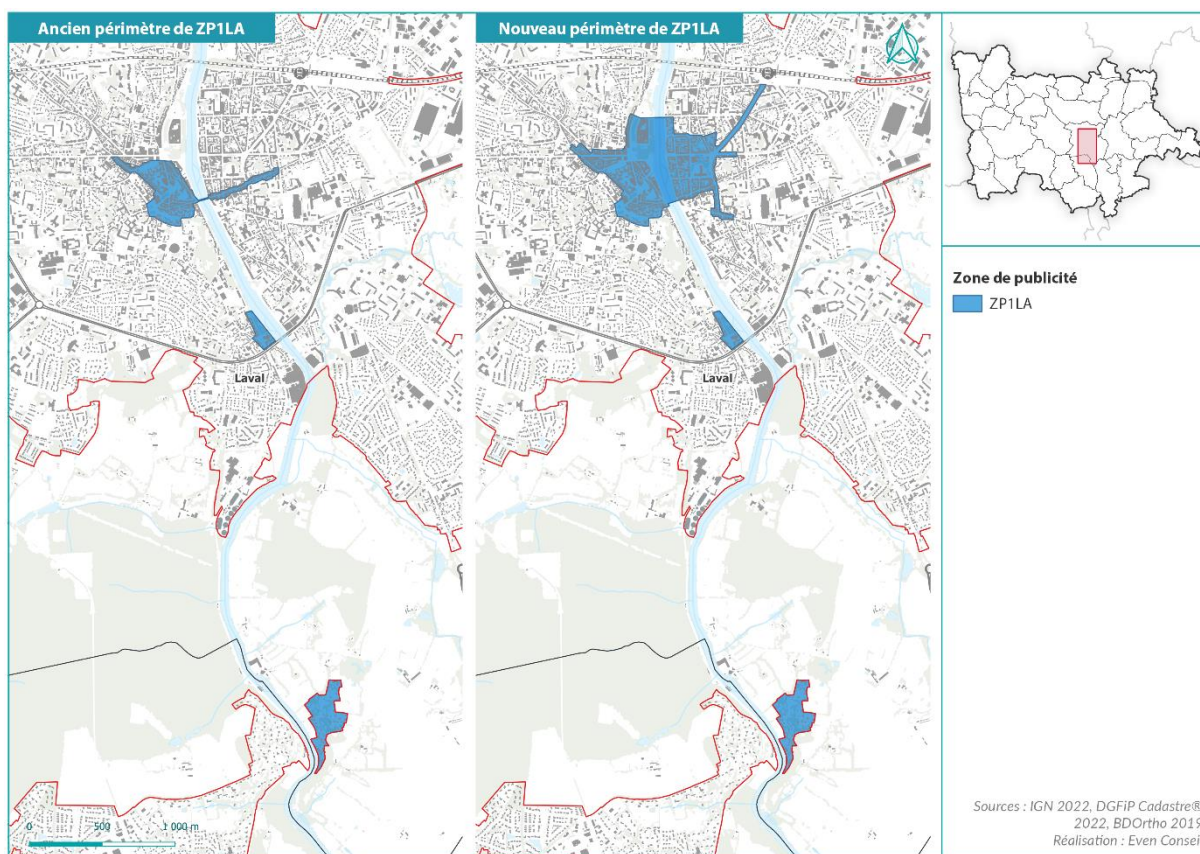 Ancien périmètre de ZP1LA
Nouveau périmètre de ZP1LA
Laval
Laval
0 500 1 000 m
Zone de publicité
ZP1LA
Sources : IGN 2022, DGFiP Cadastre®
2022, BDOrtho 2019
Réalisation : Even Conseil